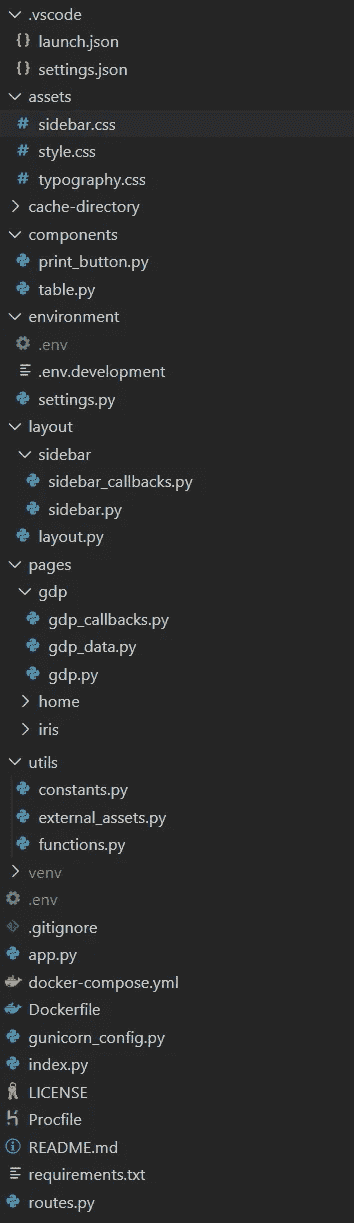 .vscode
launch.json
settings.json
assets
sidebar.css
style.css
typography.css
cache-directory
components
print_button.py
table.py
environment
.env
.env.development
settings.py
layout
sidebar
sidebar_callbacks.py
sidebar.py
layout.py
pages
gdp
gdp_callbacks.py
gdp_data.py
gdp.py
home
iris
utils
constants.py
external_assets.py
functions.py
venv
.env
.gitignore
app.py
docker-compose.yml
Dockerfile
gunicorn_config.py
index.py
LICENSE
Procfile
README.md
requirements.txt
routes.py